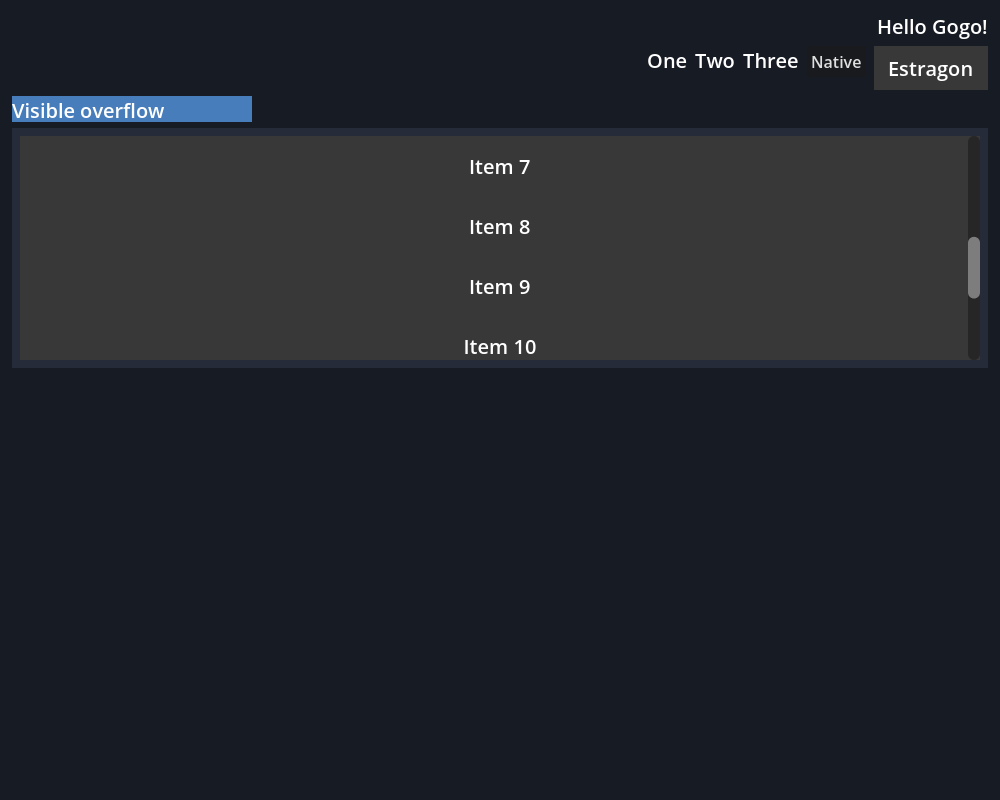 Hello Gogo!
One Two Three Native Estragon
Visible overflow
Item 7
Item 8
Item 9
Item 10